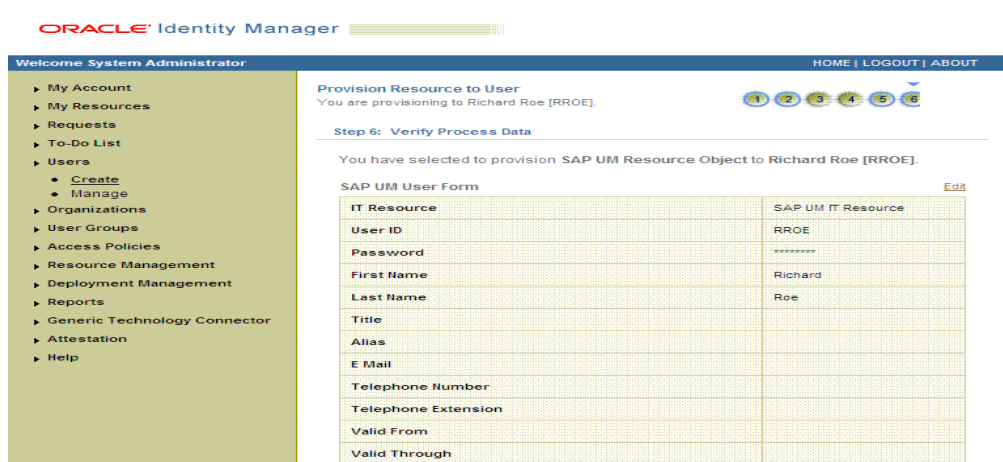 ORACLE Identity Manager
Welcome System Administrator
HOME | LOGOUT | ABOUT
My Account
My Resources
Requests
To-Do List
Users
Create
Manage
Organizations
User Groups
Access Policies
Resource Management
Deployment Management
Reports
Generic Technology Connector
Attestation
Help
Provision Resource to User
You are provisioning to Richard Roe [RROE].
1 2 3 4 5 6
Step 6: Verify Process Data
You have selected to provision SAP UM Resource Object to Richard Roe [RROE].
SAP UM User Form Edit
IT Resource SAP UM IT Resource
User ID RROE
Password ********
First Name Richard
Last Name Roe
Title
Alias
E Mail
Telephone Number
Telephone Extension
Valid From
Valid Through